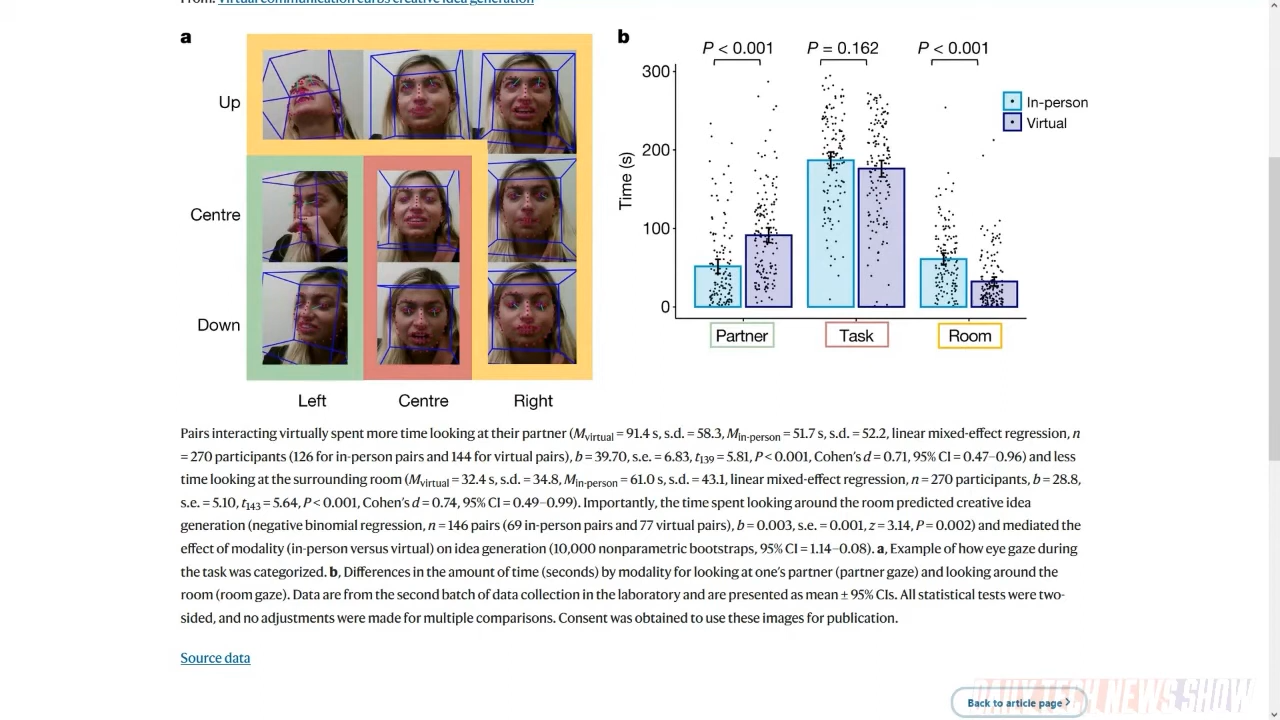 From: Virtual communication curbs creative idea generation
a
b
Up
Centre
Down
Left
Centre
Right
P < 0.001
P = 0.162
P < 0.001
300
200
100
0
Time (s)
In-person
Virtual
Partner
Task
Room
Pairs interacting virtually spent more time looking at their partner (Mvirtual = 91.4 s, s.d. = 58.3, Min-person = 51.7 s, s.d. = 52.2, linear mixed-effect regression, n
= 270 participants (126 for in-person pairs and 144 for virtual pairs), b = 39.70, s.e. = 6.83, t139 = 5.81, P < 0.001, Cohen's d = 0.71, 95% CI = 0.47–0.96) and less
time looking at the surrounding room (Mvirtual = 32.4 s, s.d. = 34.8, Min-person = 61.0 s, s.d. = 43.1, linear mixed-effect regression, n = 270 participants, b = 28.8,
s.e. = 5.10, t143 = 5.64, P < 0.001, Cohen's d = 0.74, 95% CI = 0.49–0.99). Importantly, the time spent looking around the room predicted creative idea
generation (negative binomial regression, n = 146 pairs (69 in-person pairs and 77 virtual pairs), b = 0.003, s.e. = 0.001, z = 3.14, P = 0.002) and mediated the
effect of modality (in-person versus virtual) on idea generation (10,000 nonparametric bootstraps, 95% CI = 1.14–0.08). a, Example of how eye gaze during
the task was categorized. b, Differences in the amount of time (seconds) by modality for looking at one's partner (partner gaze) and looking around the
room (room gaze). Data are from the second batch of data collection in the laboratory and are presented as mean ± 95% CIs. All statistical tests were two-
sided, and no adjustments were made for multiple comparisons. Consent was obtained to use these images for publication.
Source data
Back to article page
DAILY TECH NEWS SHOW